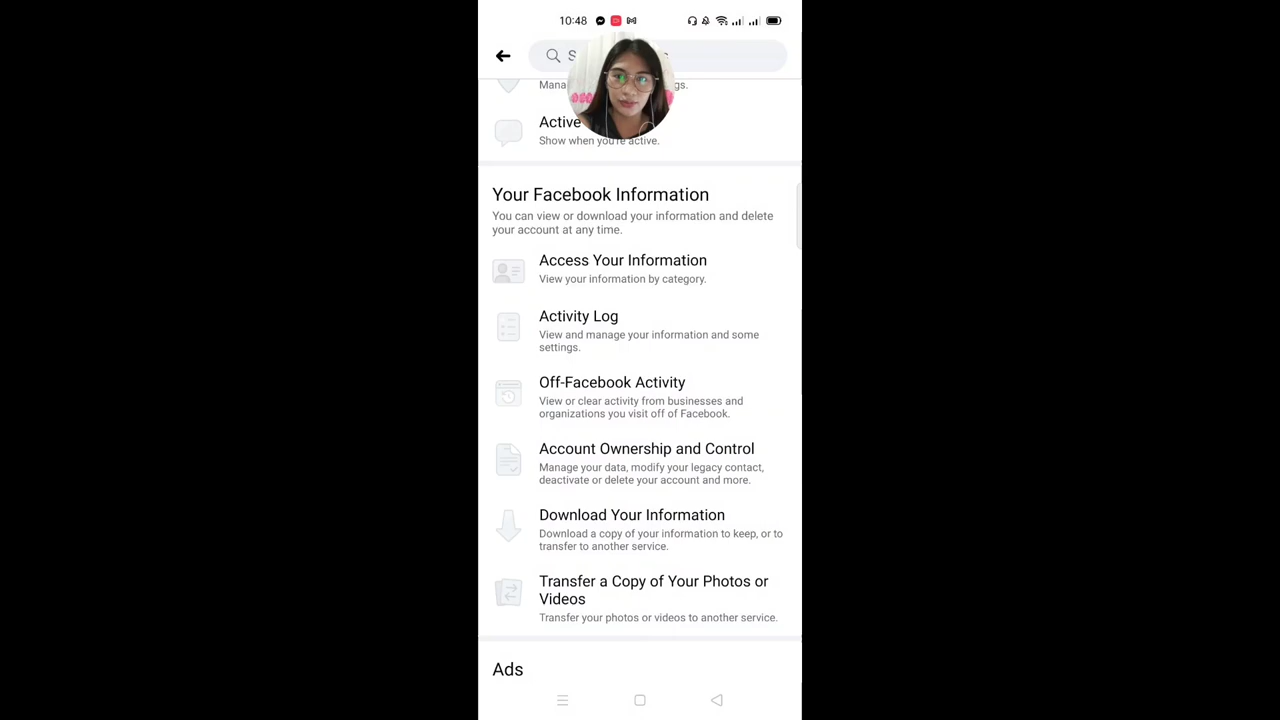 10:48
Mana
gs.
Active
Show when you're active.
Your Facebook Information
You can view or download your information and delete
your account at any time.
Access Your Information
View your information by category.
Activity Log
View and manage your information and some
settings.
Off-Facebook Activity
View or clear activity from businesses and
organizations you visit off of Facebook.
Account Ownership and Control
Manage your data, modify your legacy contact,
deactivate or delete your account and more.
Download Your Information
Download a copy of your information to keep, or to
transfer to another service.
Transfer a Copy of Your Photos or
Videos
Transfer your photos or videos to another service.
Ads